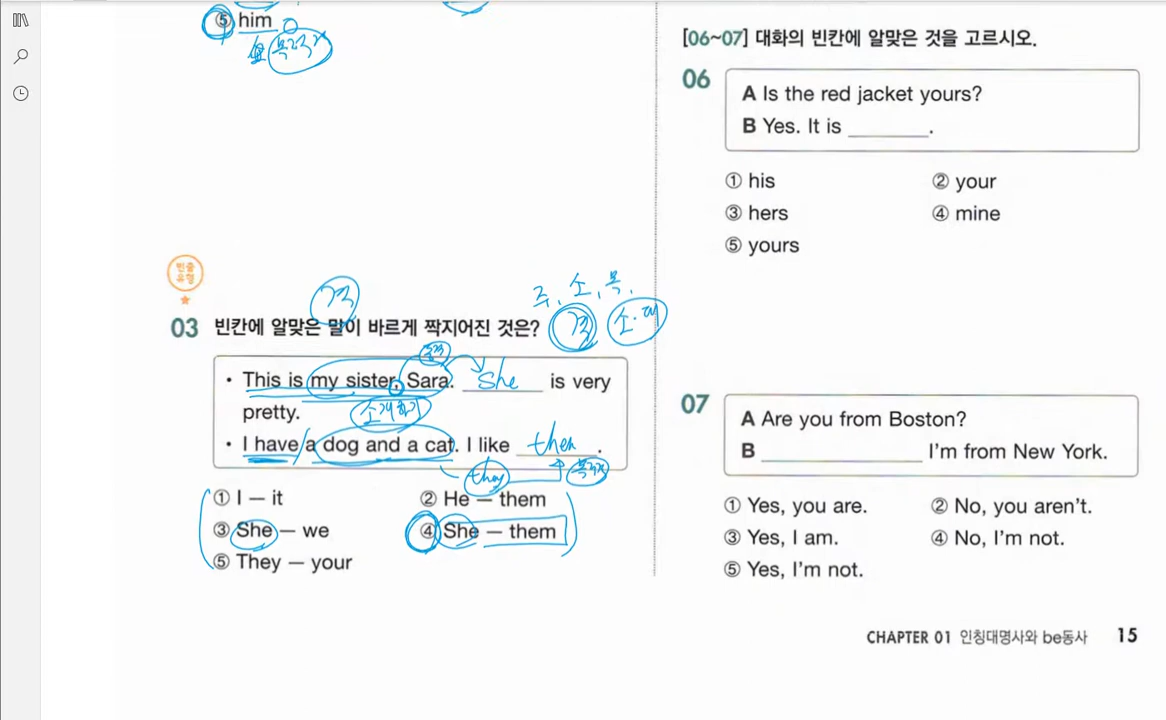 ⑤ him
목적격
빈출
유형
03 빈칸에 알맞은 말이 바르게 짝지어진 것은?
격
주, 소, 목,
격 소·대
• This is my sister, Sara. She is very
pretty.
소개하기
• I have a dog and a cat. I like them.
they
목적격
① I – it
② He – them
③ She – we
④ She – them
⑤ They – your
[06~07] 대화의 빈칸에 알맞은 것을 고르시오.
06
A Is the red jacket yours?
B Yes. It is ________.
① his
② your
③ hers
④ mine
⑤ yours
07
A Are you from Boston?
B ________________ I'm from New York.
① Yes, you are.
② No, you aren't.
③ Yes, I am.
④ No, I'm not.
⑤ Yes, I'm not.
CHAPTER 01 인칭대명사와 be동사 15